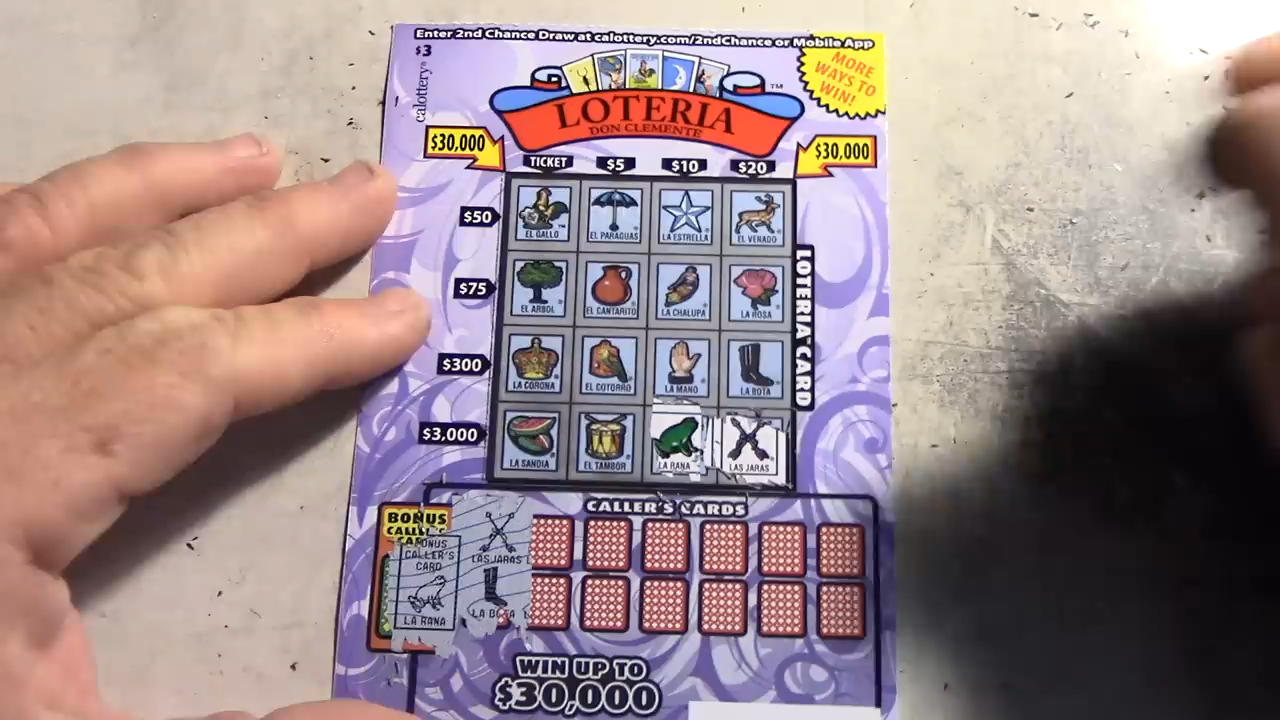 Enter 2nd Chance Draw at calottery.com/2ndChance or Mobile App
$3
calottery®
MORE
WAYS TO
WIN!
LOTERIA™
DON CLEMENTE
$30,000
$30,000
TICKET $5 $10 $20
$50
EL GALLO EL PARAGUAS LA ESTRELLA EL VENADO
$75
EL ARBOL EL CANTARITO LA CHALUPA LA ROSA
$300
LA CORONA EL COTORRO LA MANO LA BOTA
$3,000
LA SANDIA EL TAMBOR LA RANA LAS JARAS
LOTERIA CARD
CALLER'S CARDS
BONUS
CALLER'S
BONUS
CALLER'S
CARD
LA RANA
LAS JARAS
LA BOTA
WIN UP TO
$30,000